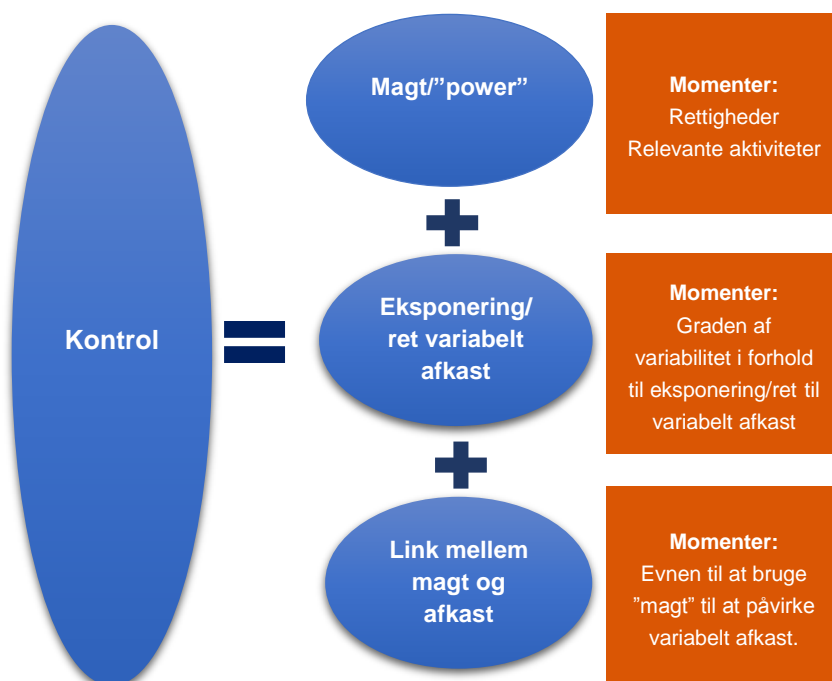 Kontrol
Magt/”power”
Momenter:
Rettigheder
Relevante aktiviteter
Eksponering/
ret variabelt
afkast
Momenter:
Graden af
variabilitet i forhold
til eksponering/ret til
variabelt afkast
Link mellem
magt og
afkast
Momenter:
Evnen til at bruge
”magt” til at påvirke
variabelt afkast.